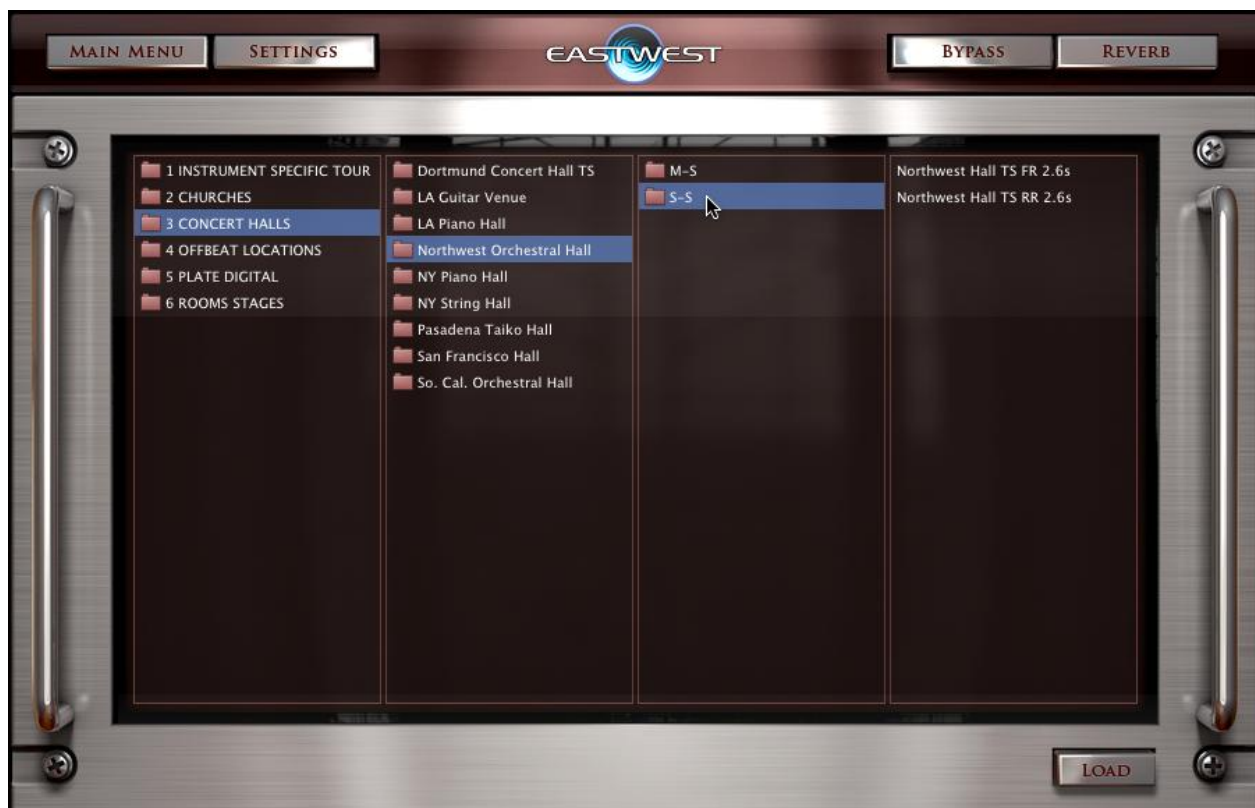 MAIN MENU
SETTINGS
EASTWEST
BYPASS
REVERB
1 INSTRUMENT SPECIFIC TOUR
2 CHURCHES
3 CONCERT HALLS
4 OFFBEAT LOCATIONS
5 PLATE DIGITAL
6 ROOMS STAGES
Dortmund Concert Hall TS
LA Guitar Venue
LA Piano Hall
Northwest Orchestral Hall
NY Piano Hall
NY String Hall
Pasadena Taiko Hall
San Francisco Hall
So. Cal. Orchestral Hall
M-S
S-S
Northwest Hall TS FR 2.6s
Northwest Hall TS RR 2.6s
LOAD